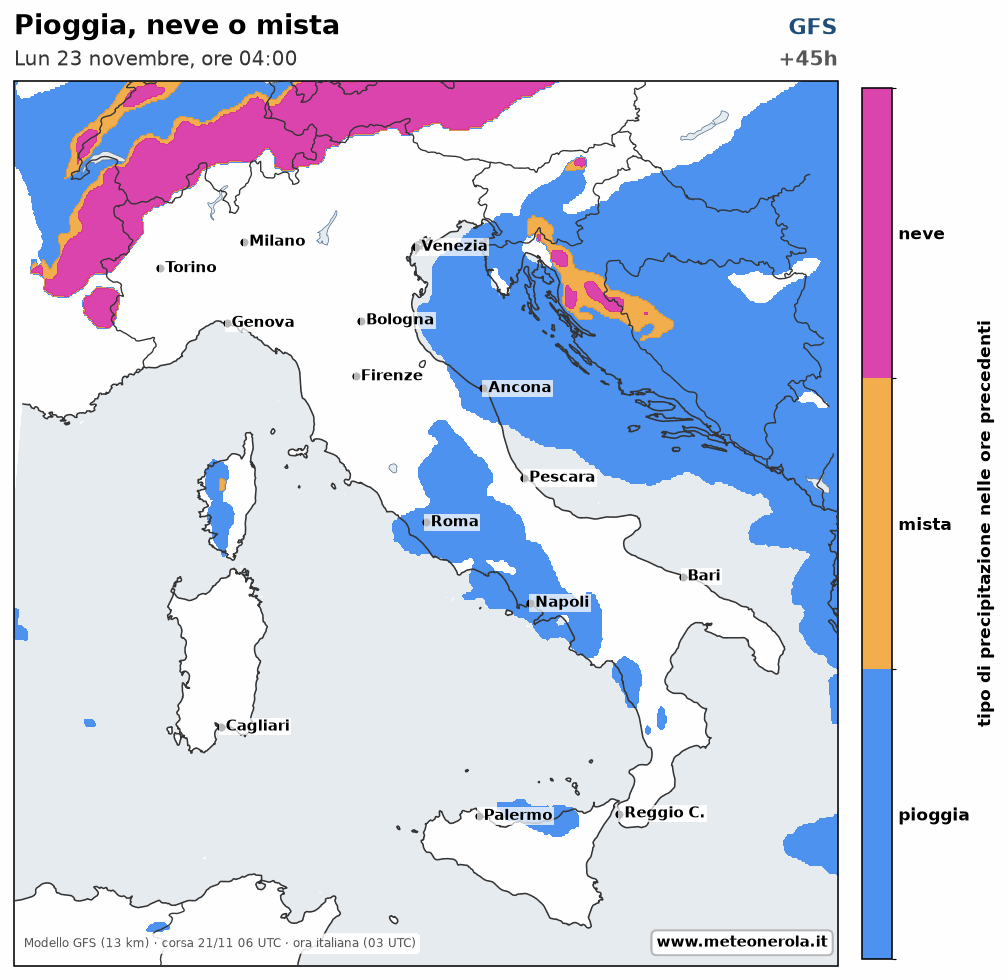 Pioggia, neve o mista
GFS
Lun 23 novembre, ore 04:00
+45h
neve
Milano
Venezia
Torino
Genova
Bologna
Firenze
Ancona
Pescara
mista
Roma
Bari
Napoli
tipo di precipitazione nelle ore precedenti
Cagliari
Palermo
Reggio C.
pioggia
Modello GFS (13 km) · corsa 21/11 06 UTC · ora italiana (03 UTC)
www.meteonerola.it